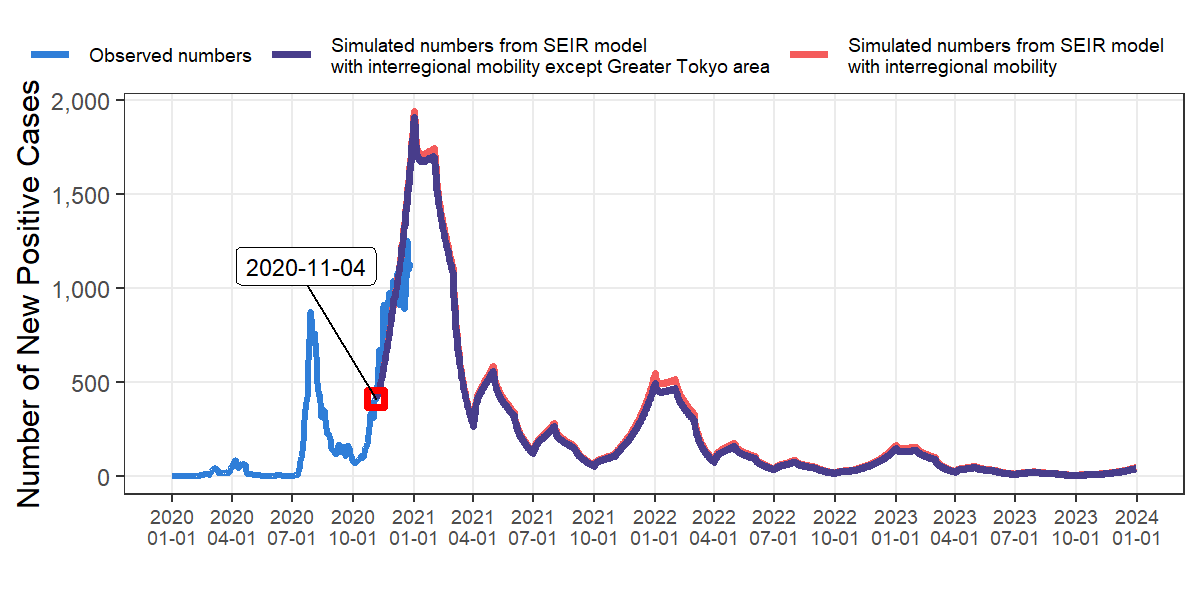 Observed numbers
Simulated numbers from SEIR model
with interregional mobility except Greater Tokyo area
Simulated numbers from SEIR model
with interregional mobility
Number of New Positive Cases
2,000
1,500
1,000
500
0
2020-11-04
2020 2020 2020 2020 2021 2021 2021 2021 2022 2022 2022 2022 2023 2023 2023 2023 2024
01-01 04-01 07-01 10-01 01-01 04-01 07-01 10-01 01-01 04-01 07-01 10-01 01-01 04-01 07-01 10-01 01-01